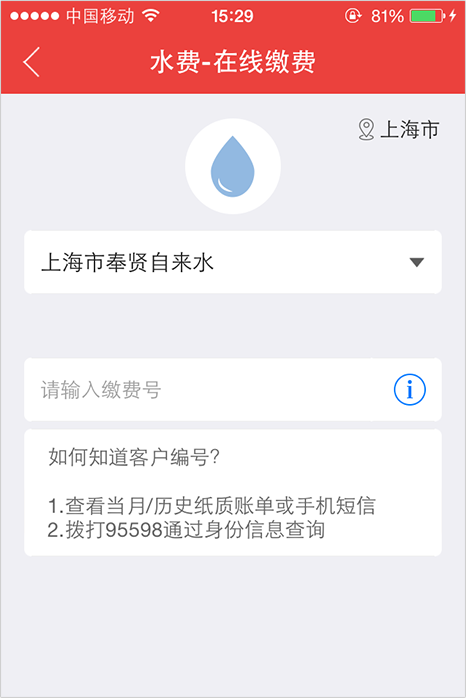 中国移动 15:29 81%
水费-在线缴费
上海市
上海市奉贤自来水
请输入缴费号
如何知道客户编号？
1.查看当月/历史纸质账单或手机短信
2.拨打95598通过身份信息查询